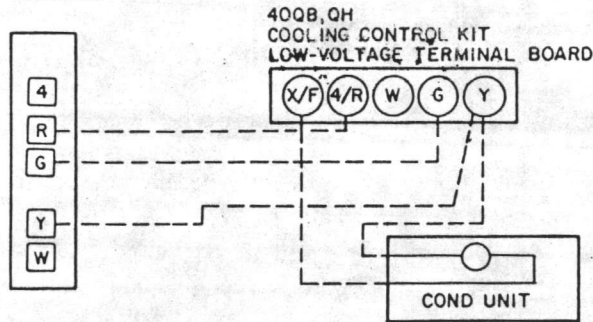 40QB, QH
COOLING CONTROL KIT
LOW-VOLTAGE TERMINAL BOARD
X/F 4/R W G Y
4
R
G
Y
W
COND UNIT